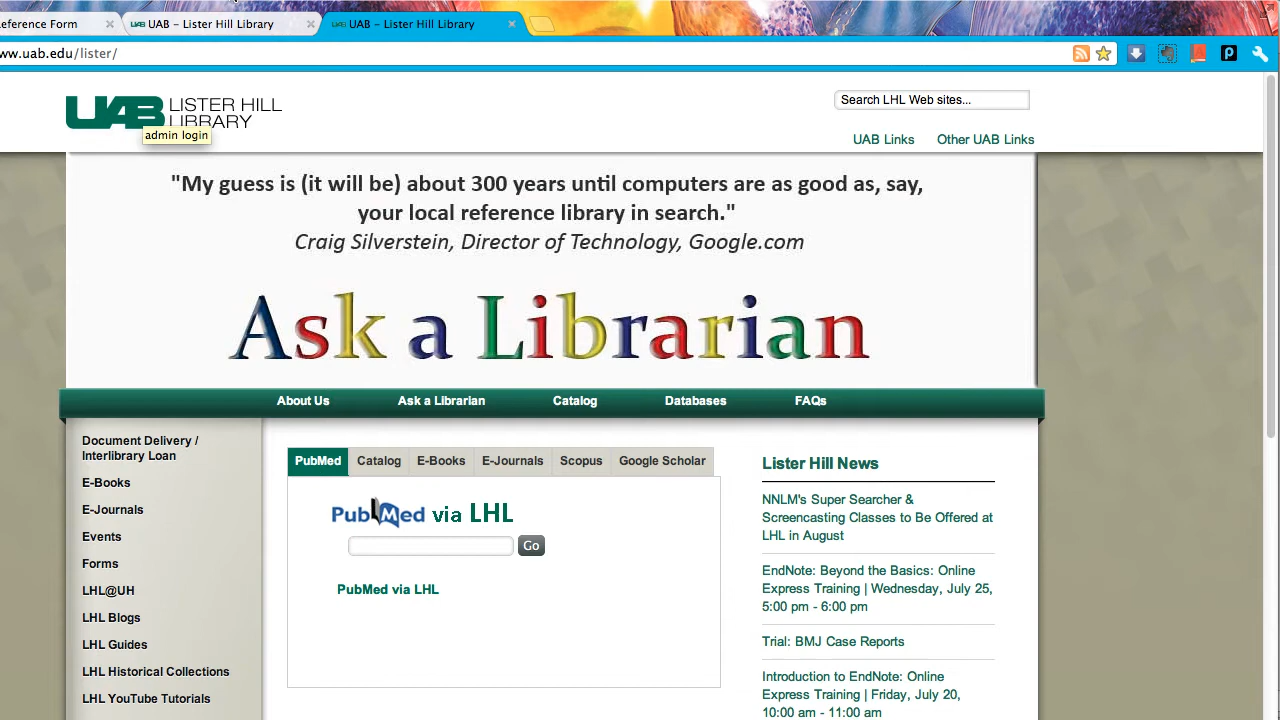 eference Form
UAB – Lister Hill Library
UAB – Lister Hill Library
ww.uab.edu/lister/
UAB LISTER HILL
LIBRARY
admin login
Search LHL Web sites...
UAB Links
Other UAB Links
"My guess is (it will be) about 300 years until computers are as good as, say,
your local reference library in search."
Craig Silverstein, Director of Technology, Google.com
Ask a Librarian
About Us
Ask a Librarian
Catalog
Databases
FAQs
Document Delivery /
Interlibrary Loan
E-Books
E-Journals
Events
Forms
LHL@UH
LHL Blogs
LHL Guides
LHL Historical Collections
LHL YouTube Tutorials
PubMed
Catalog
E-Books
E-Journals
Scopus
Google Scholar
PubMed via LHL
Go
PubMed via LHL
Lister Hill News
NNLM's Super Searcher &
Screencasting Classes to Be Offered at
LHL in August
EndNote: Beyond the Basics: Online
Express Training | Wednesday, July 25,
5:00 pm - 6:00 pm
Trial: BMJ Case Reports
Introduction to EndNote: Online
Express Training | Friday, July 20,
10:00 am - 11:00 am